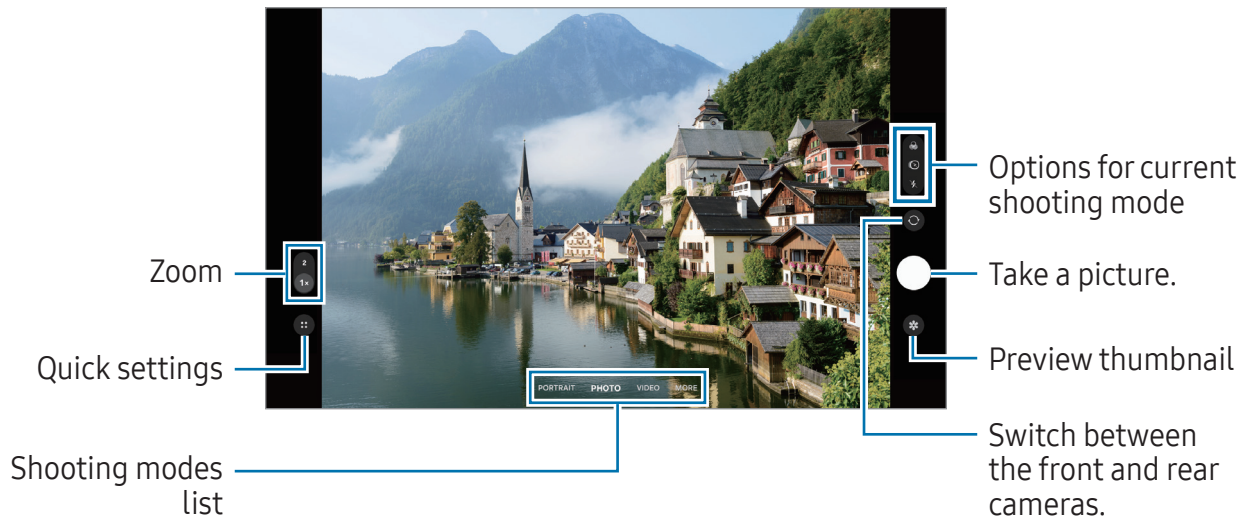 Options for current
shooting mode
Zoom
2
1×
Take a picture.
Quick settings
Preview thumbnail
PORTRAIT PHOTO VIDEO MORE
Shooting modes
list
Switch between
the front and rear
cameras.